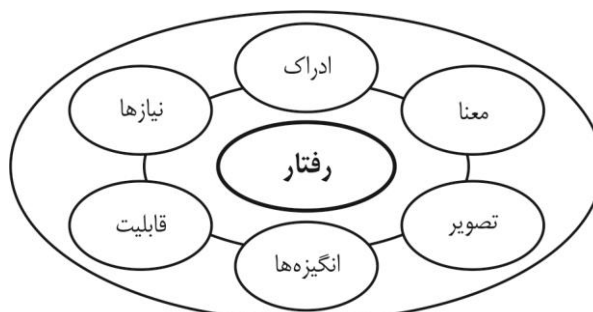 ادراک
نیازها
معنا
رفتار
قابلیت
تصویر
انگیزه‌ها